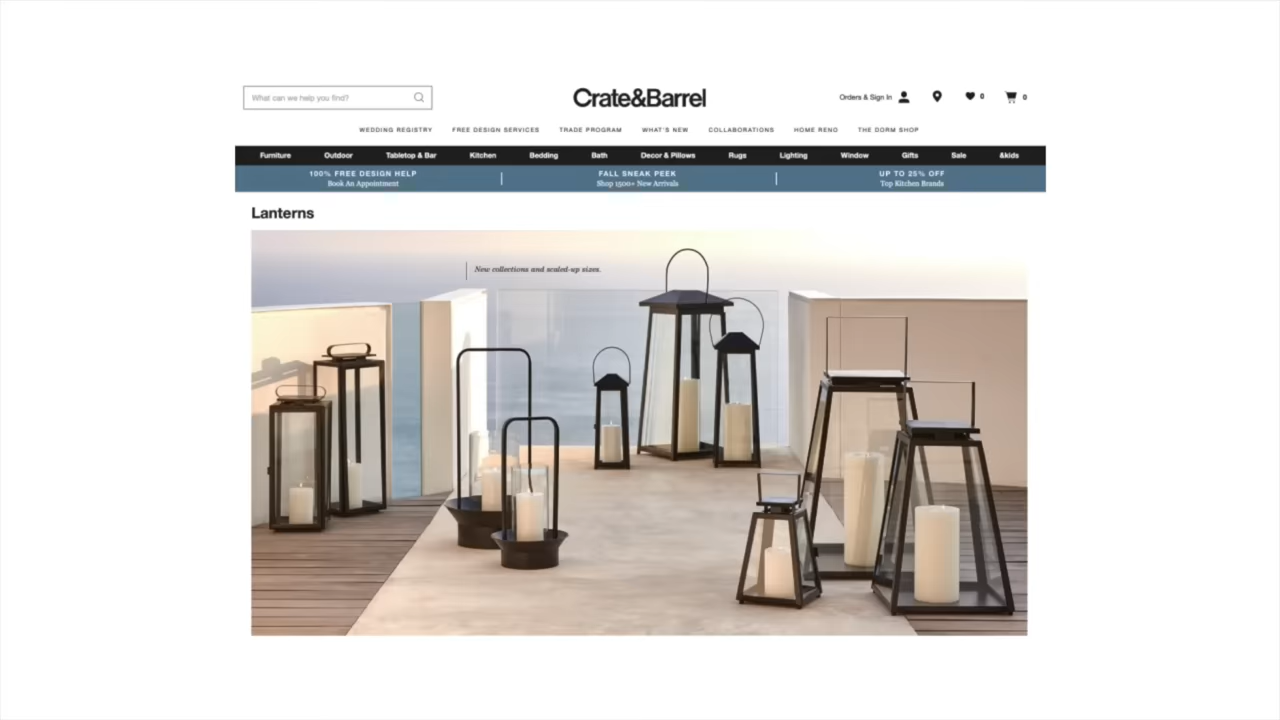 What can we help you find?
Crate&Barrel
Orders & Sign In
0
0
WEDDING REGISTRY FREE DESIGN SERVICES TRADE PROGRAM WHAT'S NEW COLLABORATIONS HOME RENO THE DORM SHOP
Furniture Outdoor Tabletop & Bar Kitchen Bedding Bath Decor & Pillows Rugs Lighting Window Gifts Sale &kids
100% FREE DESIGN HELP
Book An Appointment
FALL SNEAK PEEK
Shop 1500+ New Arrivals
UP TO 25% OFF
Top Kitchen Brands
Lanterns
New collections and scaled-up sizes.